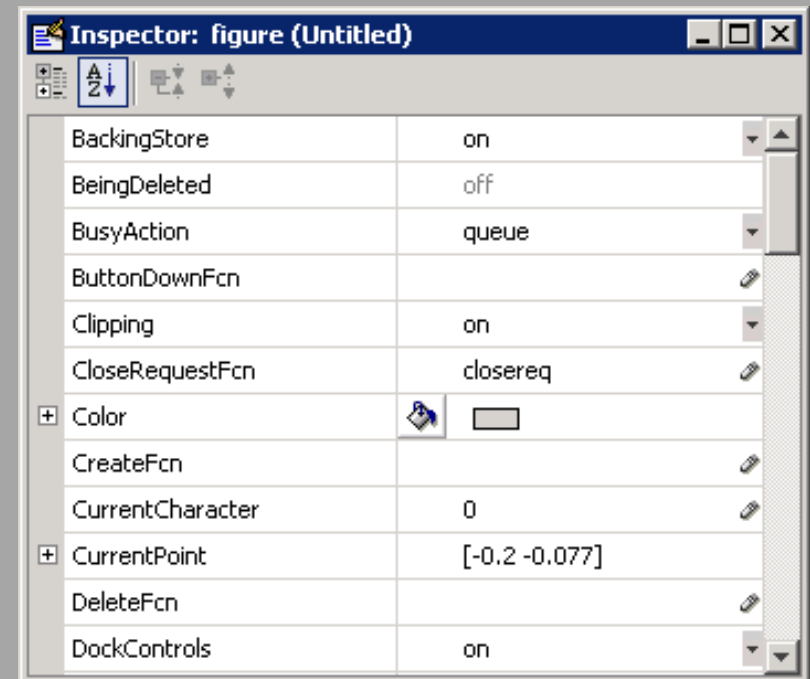 Inspector: figure (Untitled)
A
Z
BackingStore on
BeingDeleted off
BusyAction queue
ButtonDownFcn
Clipping on
CloseRequestFcn closereq
Color
CreateFcn
CurrentCharacter 0
CurrentPoint [-0.2 -0.077]
DeleteFcn
DockControls on